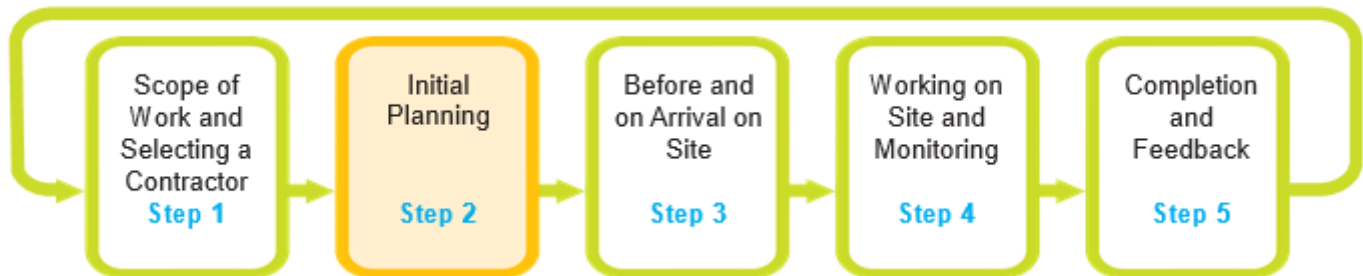 Scope of
Work and
Selecting a
Contractor
Step 1
Initial
Planning
Step 2
Before and
on Arrival on
Site
Step 3
Working on
Site and
Monitoring
Step 4
Completion
and
Feedback
Step 5